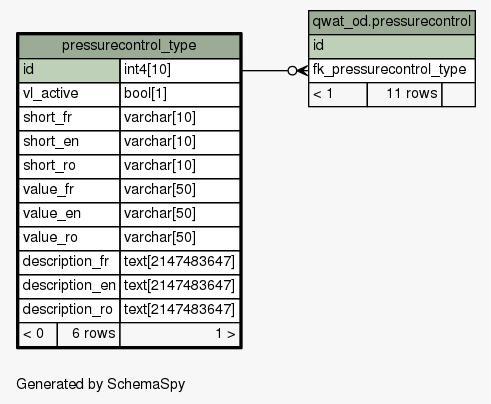 pressurecontrol_type
id int4[10]
vl_active bool[1]
short_fr varchar[10]
short_en varchar[10]
short_ro varchar[10]
value_fr varchar[50]
value_en varchar[50]
value_ro varchar[50]
description_fr text[2147483647]
description_en text[2147483647]
description_ro text[2147483647]
< 0 6 rows 1 >
qwat_od.pressurecontrol
id
fk_pressurecontrol_type
< 1 11 rows
Generated by SchemaSpy